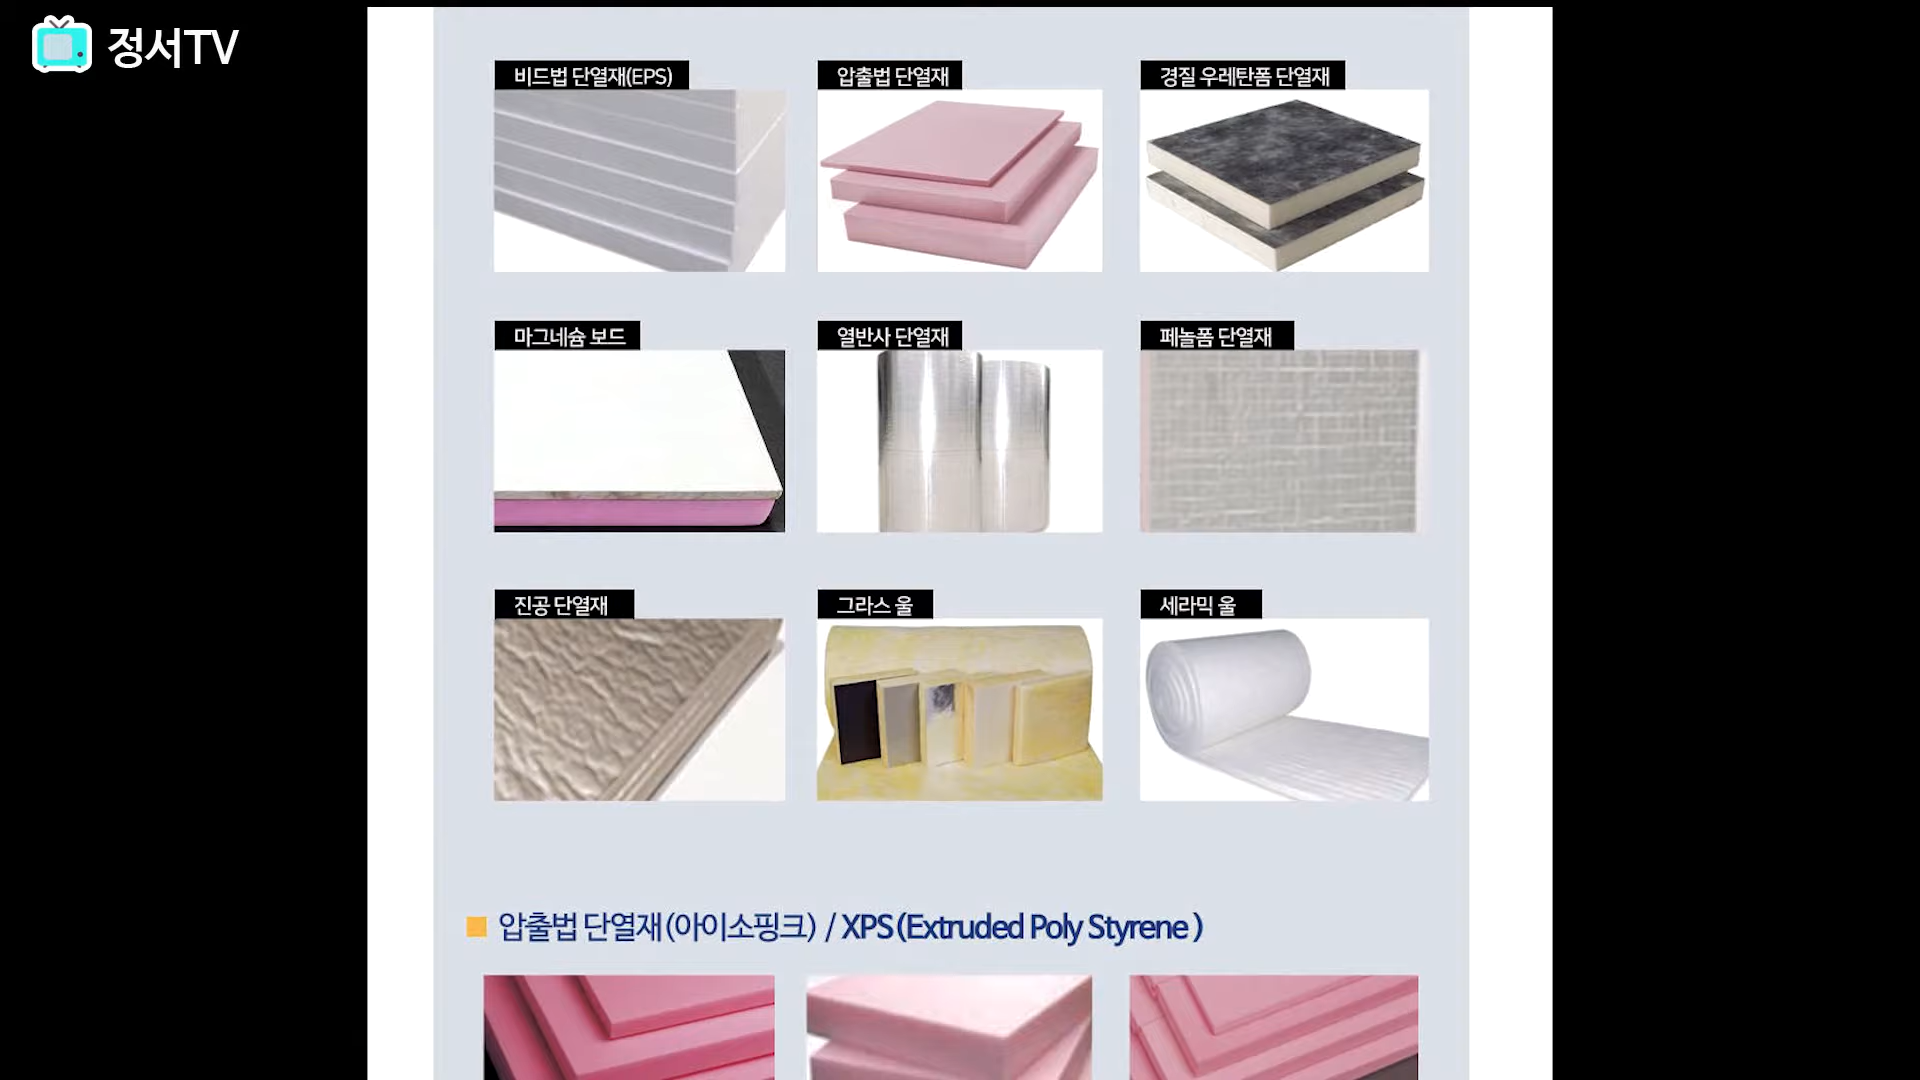 정서TV
비드법 단열재(EPS)
압출법 단열재
경질 우레탄폼 단열재
마그네슘 보드
열반사 단열재
페놀폼 단열재
진공 단열재
그라스 울
세라믹 울
압출법 단열재(아이소핑크) / XPS(Extruded Poly Styrene )